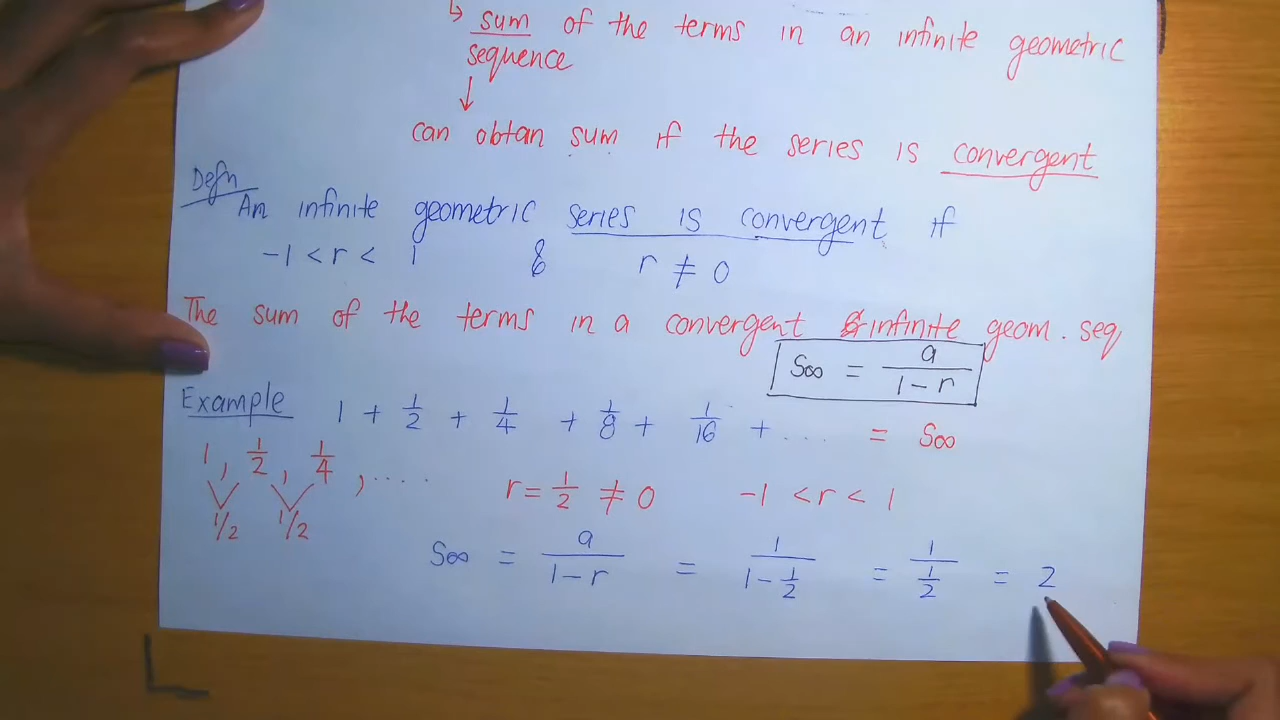 ↳ sum of the terms in an infinite geometric
sequence
↓
can obtan sum if the series is convergent
Defn
An infinite geometric series is convergent if
-1 < r < 1 & r ≠ 0
The sum of the terms in a convergent infinite geom. seq
S∞ = a/(1-r)
Example 1 + 1/2 + 1/4 + 1/8 + 1/16 + .... = S∞
1, 1/2, 1/4, ....
1/2 1/2
r = 1/2 ≠ 0 -1 < r < 1
S∞ = a/(1-r) = 1/(1-1/2) = 1/(1/2) = 2